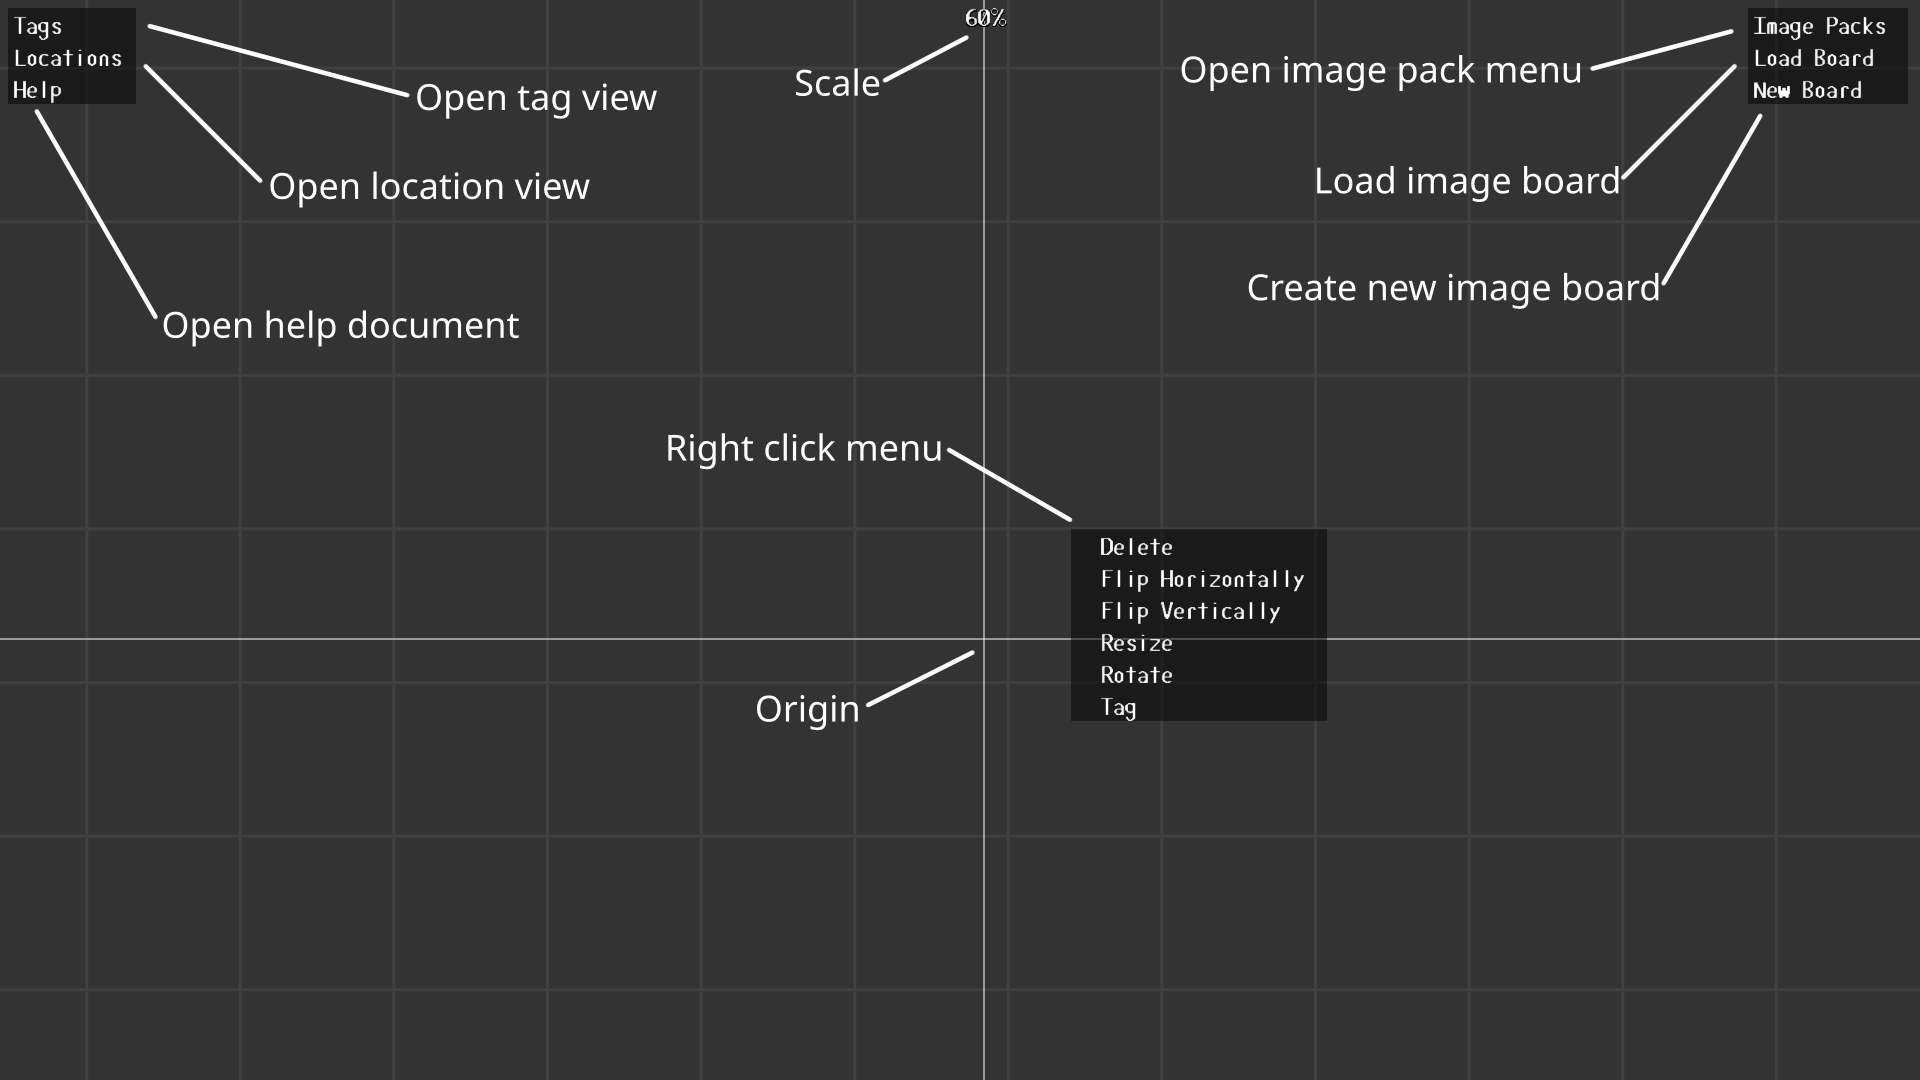 Tags
Locations
Help
60%
Image Packs
Load Board
New Board
Open tag view
Scale
Open image pack menu
Open location view
Load image board
Open help document
Create new image board
Right click menu
Delete
Flip Horizontally
Flip Vertically
Resize
Rotate
Tag
Origin